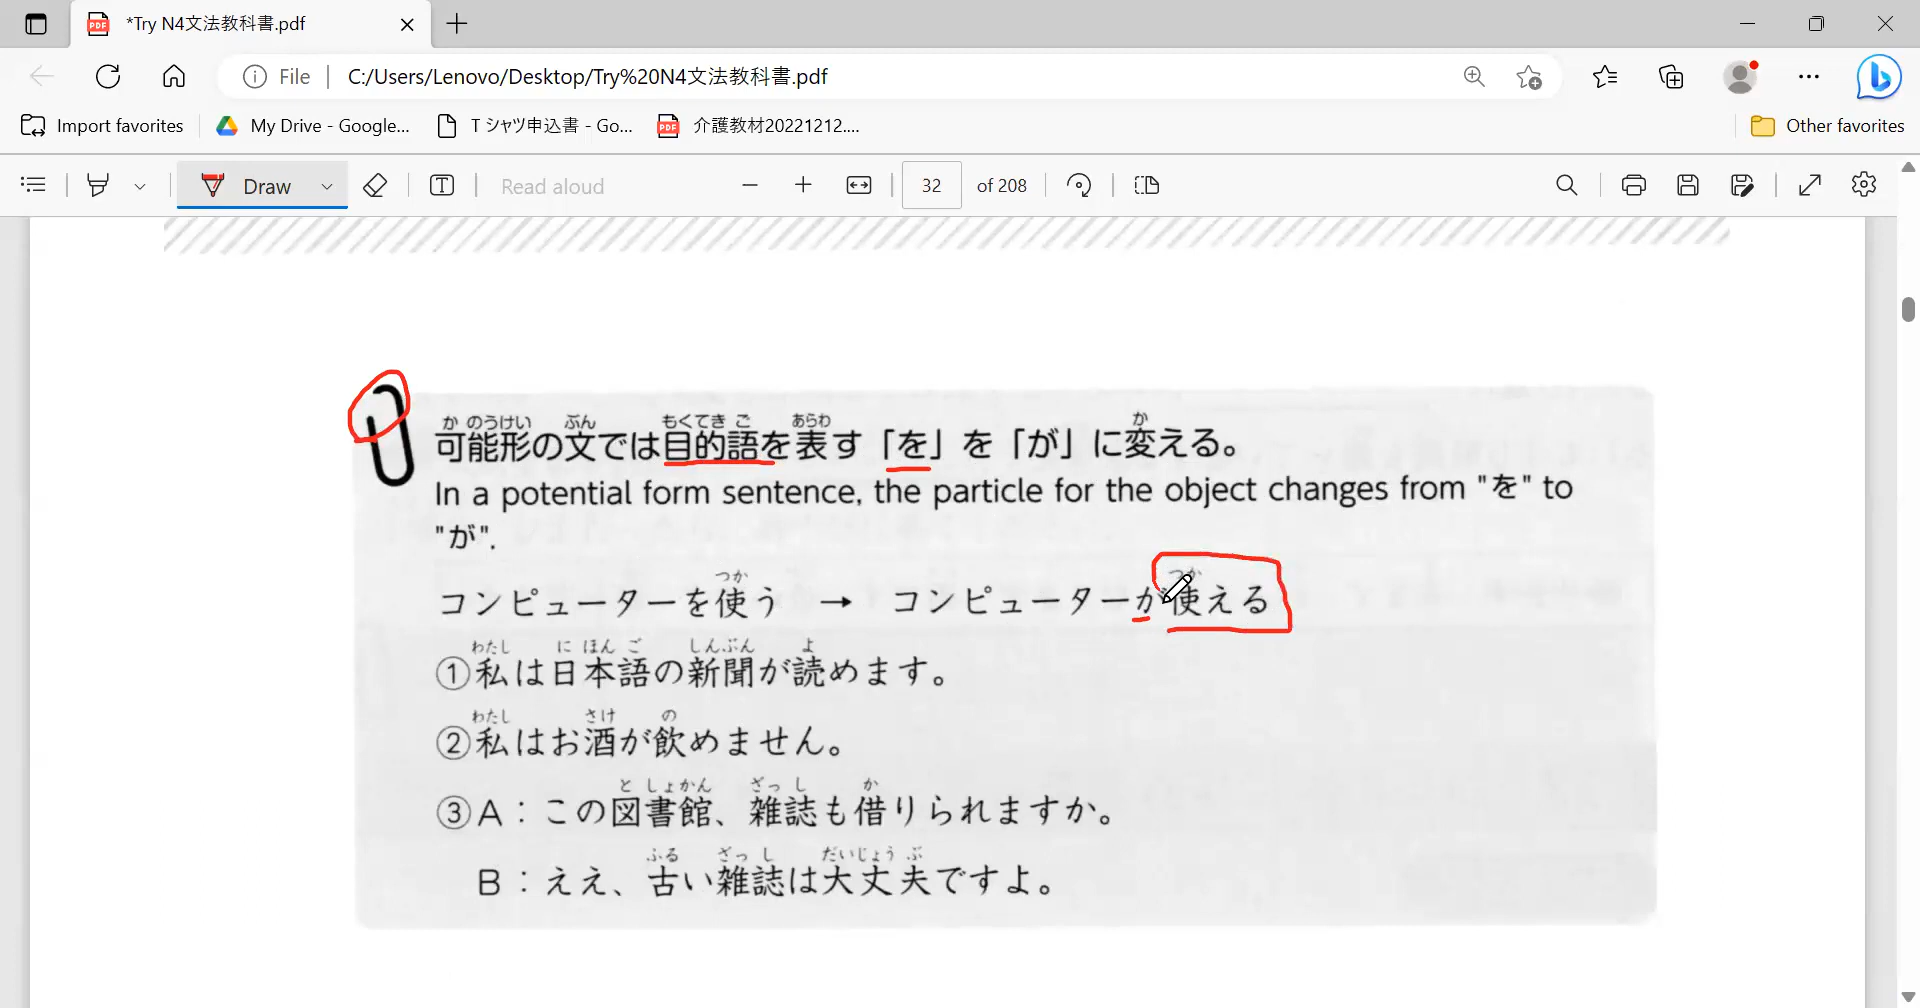 *Try N4文法教科書.pdf
File C:/Users/Lenovo/Desktop/Try%20N4文法教科書.pdf
Import favorites My Drive - Google... Tシャツ申込書 - Go... 介護教材20221212.... Other favorites
Draw Read aloud 32 of 208
か のうけい ぶん もくてき ご あらわ か
可能形の文では目的語を表す「を」を「が」に変える。
In a potential form sentence, the particle for the object changes from "を" to
"が".
つか つか
コンピューターを使う → コンピューターが使える
わたし に ほん ご しんぶん よ
①私は日本語の新聞が読めます。
わたし さけ の
②私はお酒が飲めません。
と しょかん ざっ し か
③A：この図書館、雑誌も借りられますか。
ふる ざっ し だいじょう ぶ
B：ええ、古い雑誌は大丈夫ですよ。